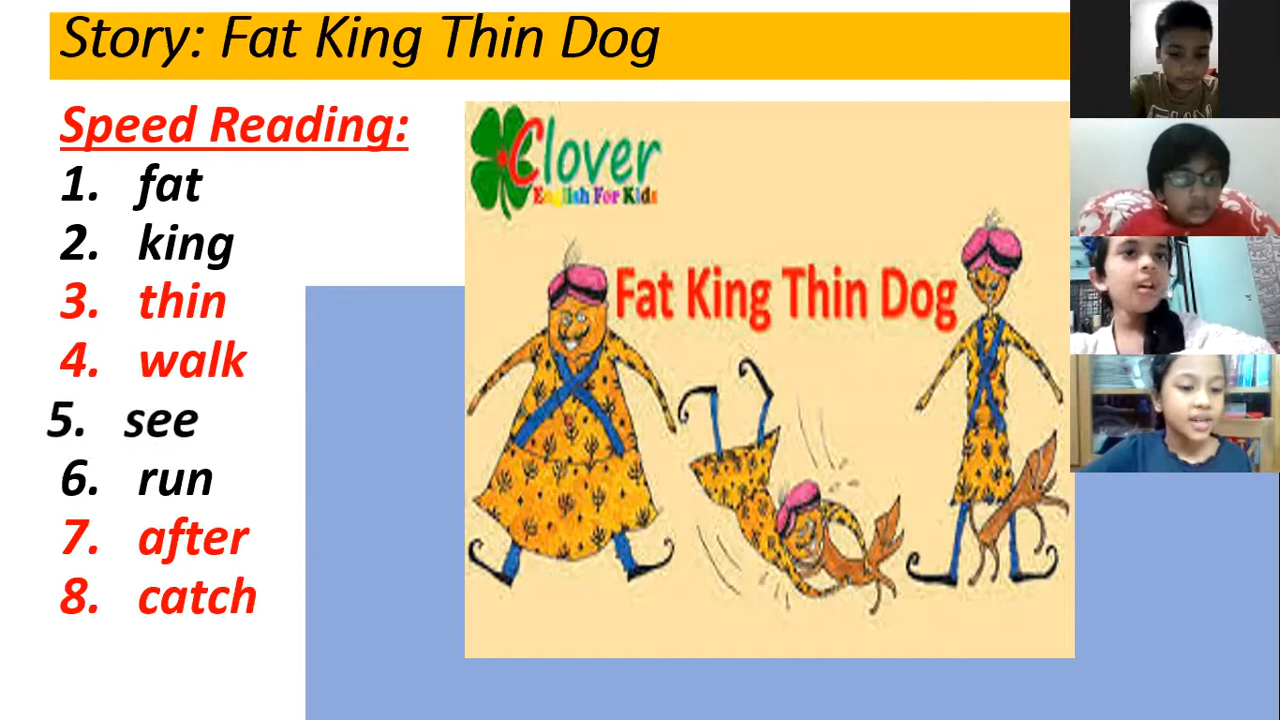 Story: Fat King Thin Dog
Speed Reading:
1. fat
2. king
3. thin
4. walk
5. see
6. run
7. after
8. catch
Clover
English For Kids
Fat King Thin Dog